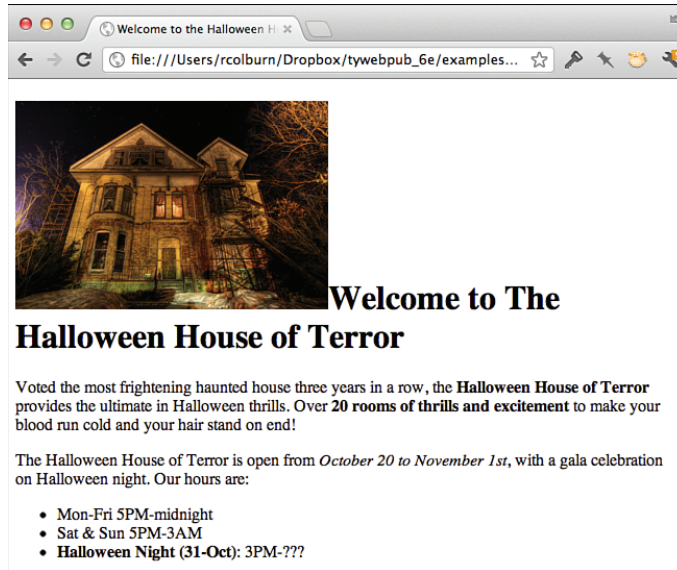 Welcome to the Halloween H
file:///Users/rcolburn/Dropbox/tywebpub_6e/examples...
Welcome to The
Halloween House of Terror
Voted the most frightening haunted house three years in a row, the Halloween House of Terror
provides the ultimate in Halloween thrills. Over 20 rooms of thrills and excitement to make your
blood run cold and your hair stand on end!
The Halloween House of Terror is open from October 20 to November 1st, with a gala celebration
on Halloween night. Our hours are:
• Mon-Fri 5PM-midnight
• Sat & Sun 5PM-3AM
• Halloween Night (31-Oct): 3PM-???